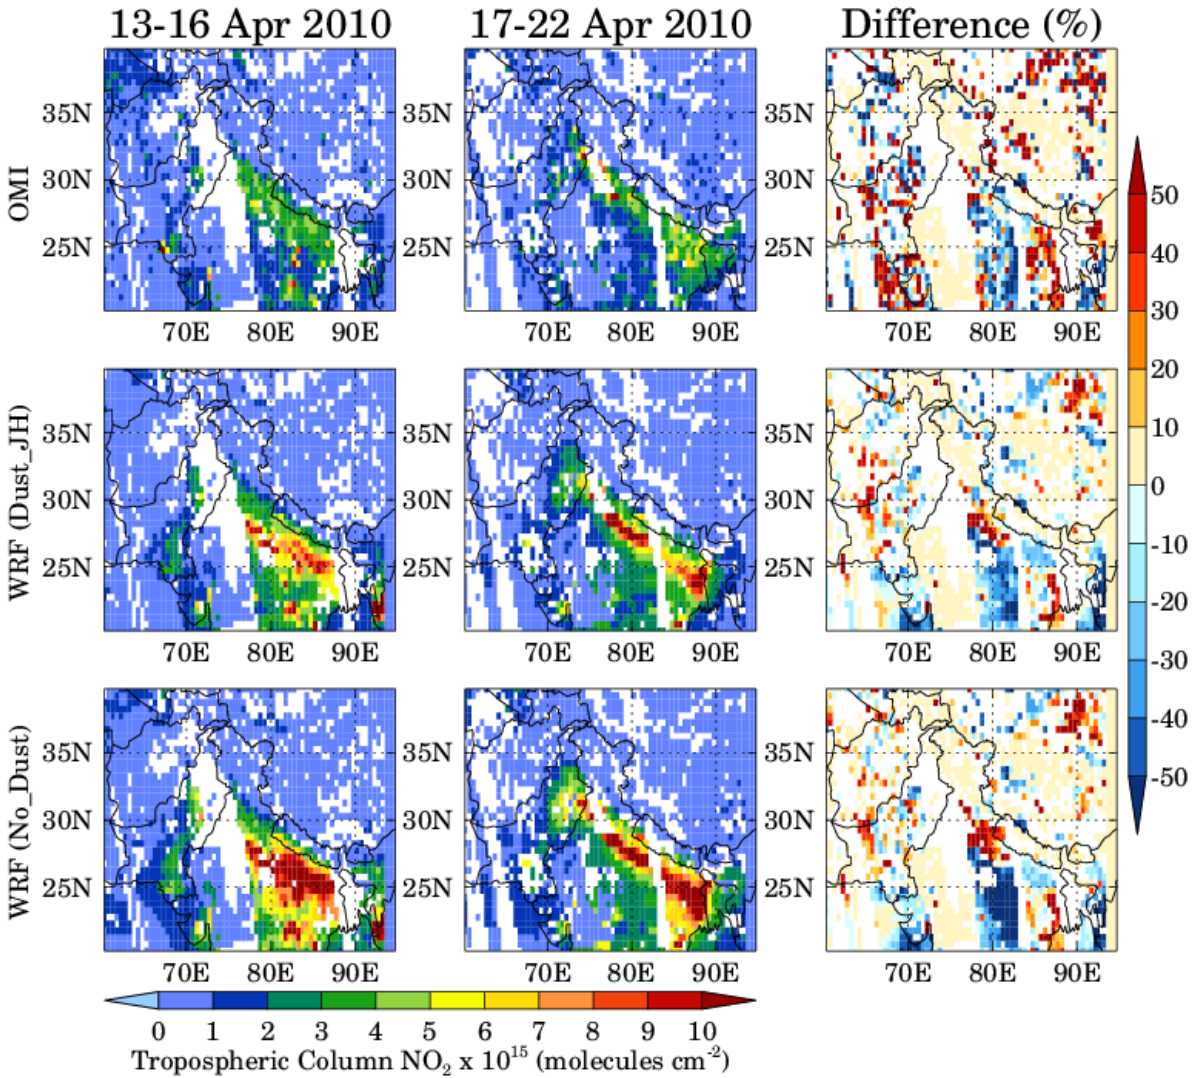 13-16 Apr 2010 17-22 Apr 2010 Difference (%)
OMI
35N 35N
30N 30N
25N 25N
70E 80E 90E 70E 80E 90E 70E 80E 90E
WRF (Dust_JH)
35N 35N
30N 30N
25N 25N
70E 80E 90E 70E 80E 90E 70E 80E 90E
WRF (No_Dust)
35N 35N
30N 30N
25N 25N
70E 80E 90E 70E 80E 90E 70E 80E 90E
50
40
30
20
10
0
-10
-20
-30
-40
-50
0 1 2 3 4 5 6 7 8 9 10
Tropospheric Column NO₂ x 10¹⁵ (molecules cm⁻²)